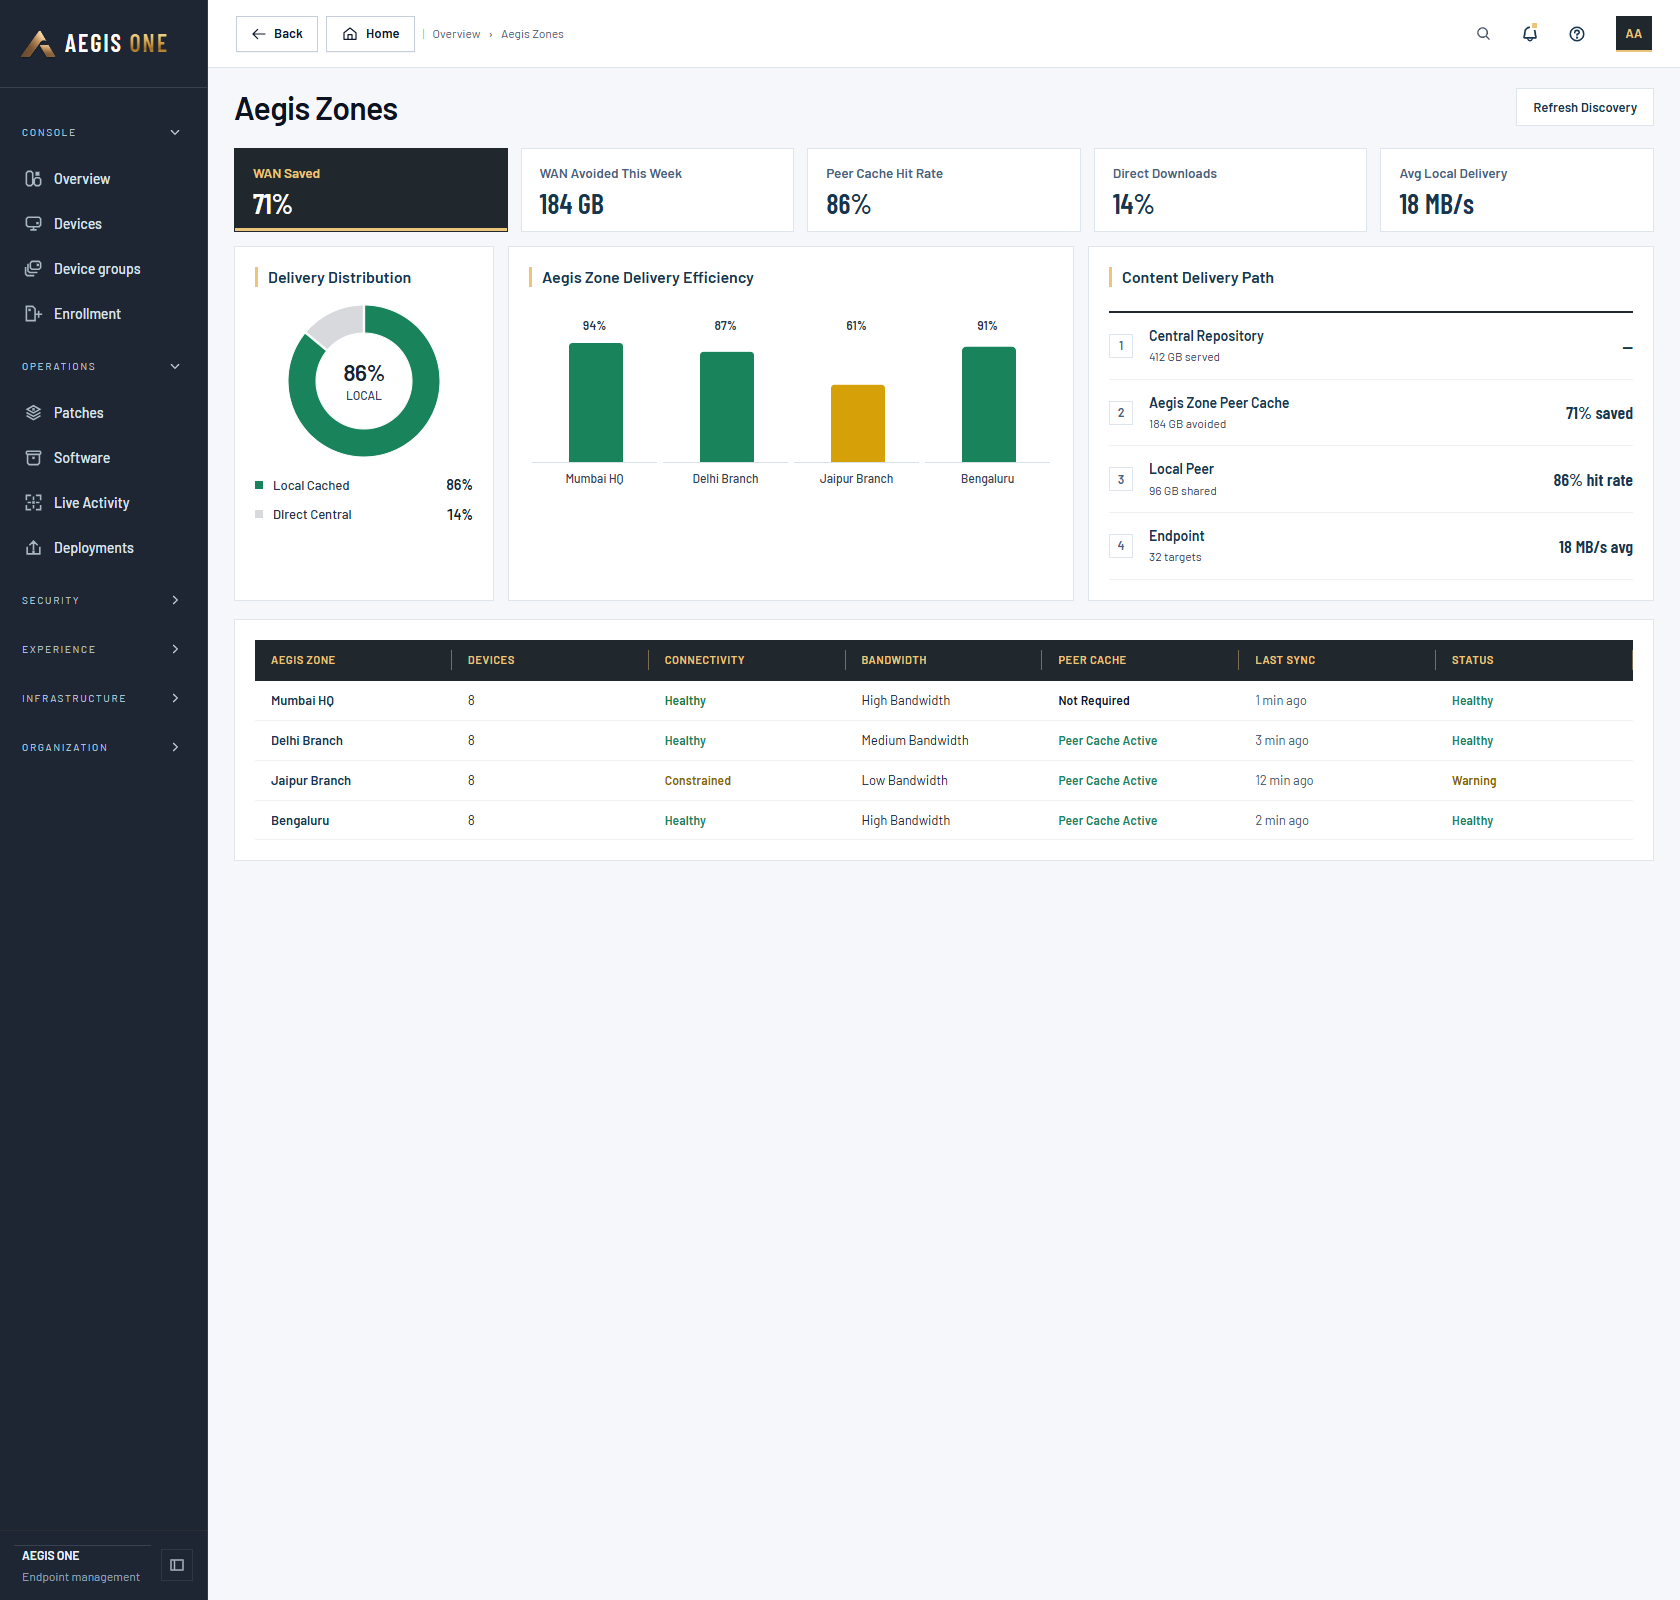 AEGIS ONE
Back
Home
Overview › Aegis Zones
AA
CONSOLE
Overview
Devices
Device groups
Enrollment
OPERATIONS
Patches
Software
Live Activity
Deployments
SECURITY
EXPERIENCE
INFRASTRUCTURE
ORGANIZATION
AEGIS ONE
Endpoint management
Aegis Zones
Refresh Discovery
WAN Saved
71%
WAN Avoided This Week
184 GB
Peer Cache Hit Rate
86%
Direct Downloads
14%
Avg Local Delivery
18 MB/s
Delivery Distribution
86%
LOCAL
Local Cached 86%
Direct Central 14%
Aegis Zone Delivery Efficiency
94% 87% 61% 91%
Mumbai HQ Delhi Branch Jaipur Branch Bengaluru
Content Delivery Path
1 Central Repository –
412 GB served
2 Aegis Zone Peer Cache 71% saved
184 GB avoided
3 Local Peer 86% hit rate
96 GB shared
4 Endpoint 18 MB/s avg
32 targets
AEGIS ZONE DEVICES CONNECTIVITY BANDWIDTH PEER CACHE LAST SYNC STATUS
Mumbai HQ 8 Healthy High Bandwidth Not Required 1 min ago Healthy
Delhi Branch 8 Healthy Medium Bandwidth Peer Cache Active 3 min ago Healthy
Jaipur Branch 8 Constrained Low Bandwidth Peer Cache Active 12 min ago Warning
Bengaluru 8 Healthy High Bandwidth Peer Cache Active 2 min ago Healthy